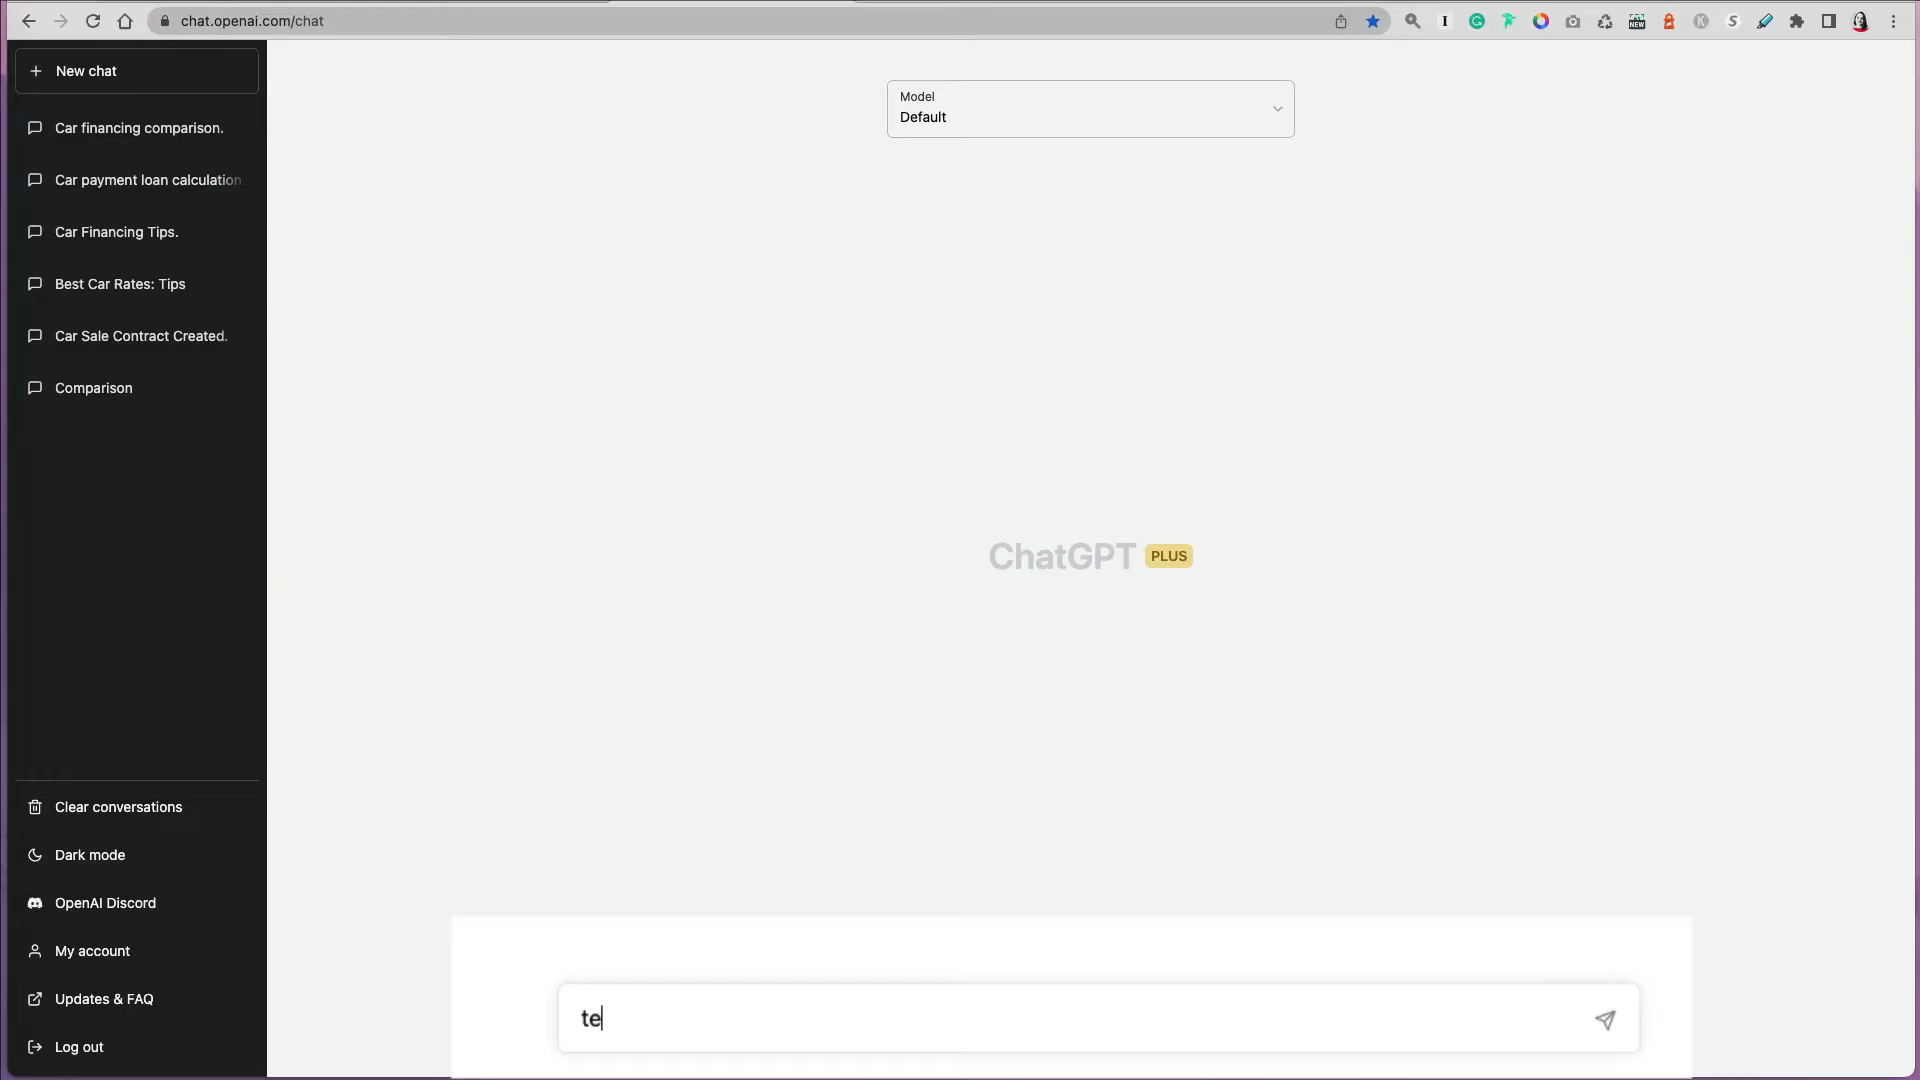 chat.openai.com/chat
New chat
Car financing comparison.
Car payment loan calculation
Car Financing Tips.
Best Car Rates: Tips
Car Sale Contract Created.
Comparison
Clear conversations
Dark mode
OpenAI Discord
My account
Updates & FAQ
Log out
Model
Default
ChatGPT PLUS
te